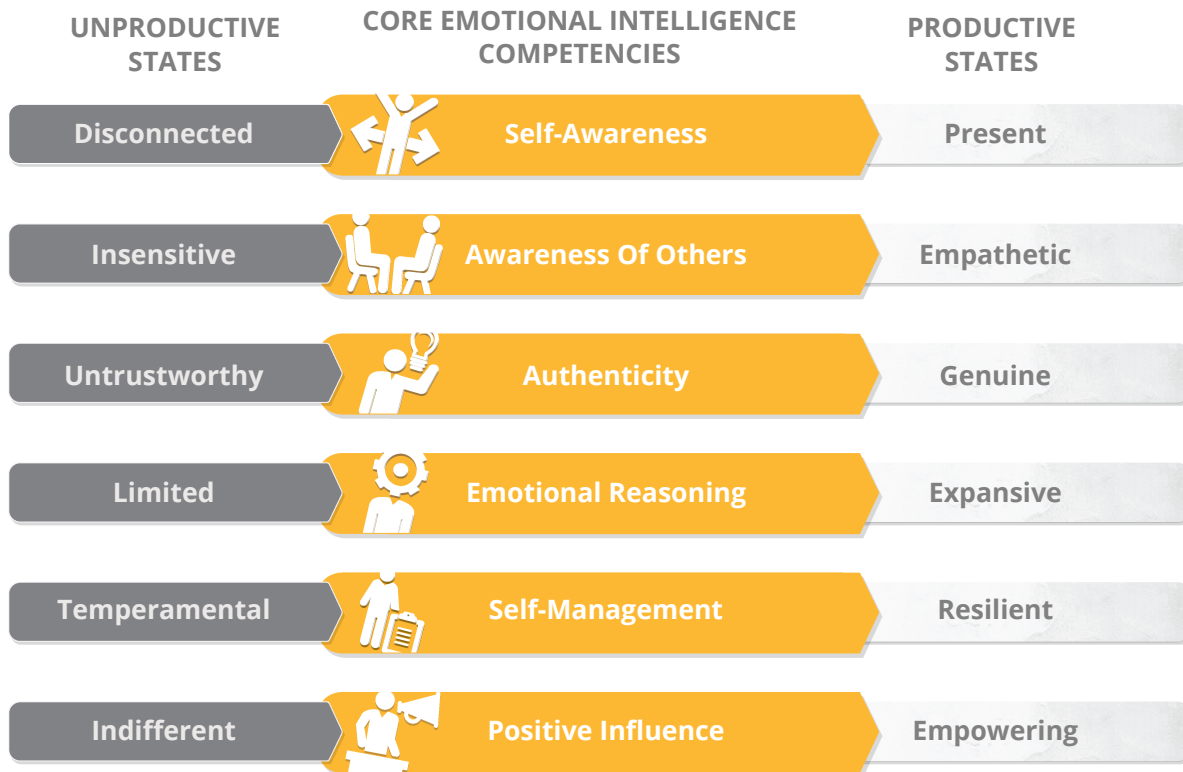 UNPRODUCTIVE
STATES
CORE EMOTIONAL INTELLIGENCE
COMPETENCIES
PRODUCTIVE
STATES
Disconnected
Self-Awareness
Present
Insensitive
Awareness Of Others
Empathetic
Untrustworthy
Authenticity
Genuine
Limited
Emotional Reasoning
Expansive
Temperamental
Self-Management
Resilient
Indifferent
Positive Influence
Empowering